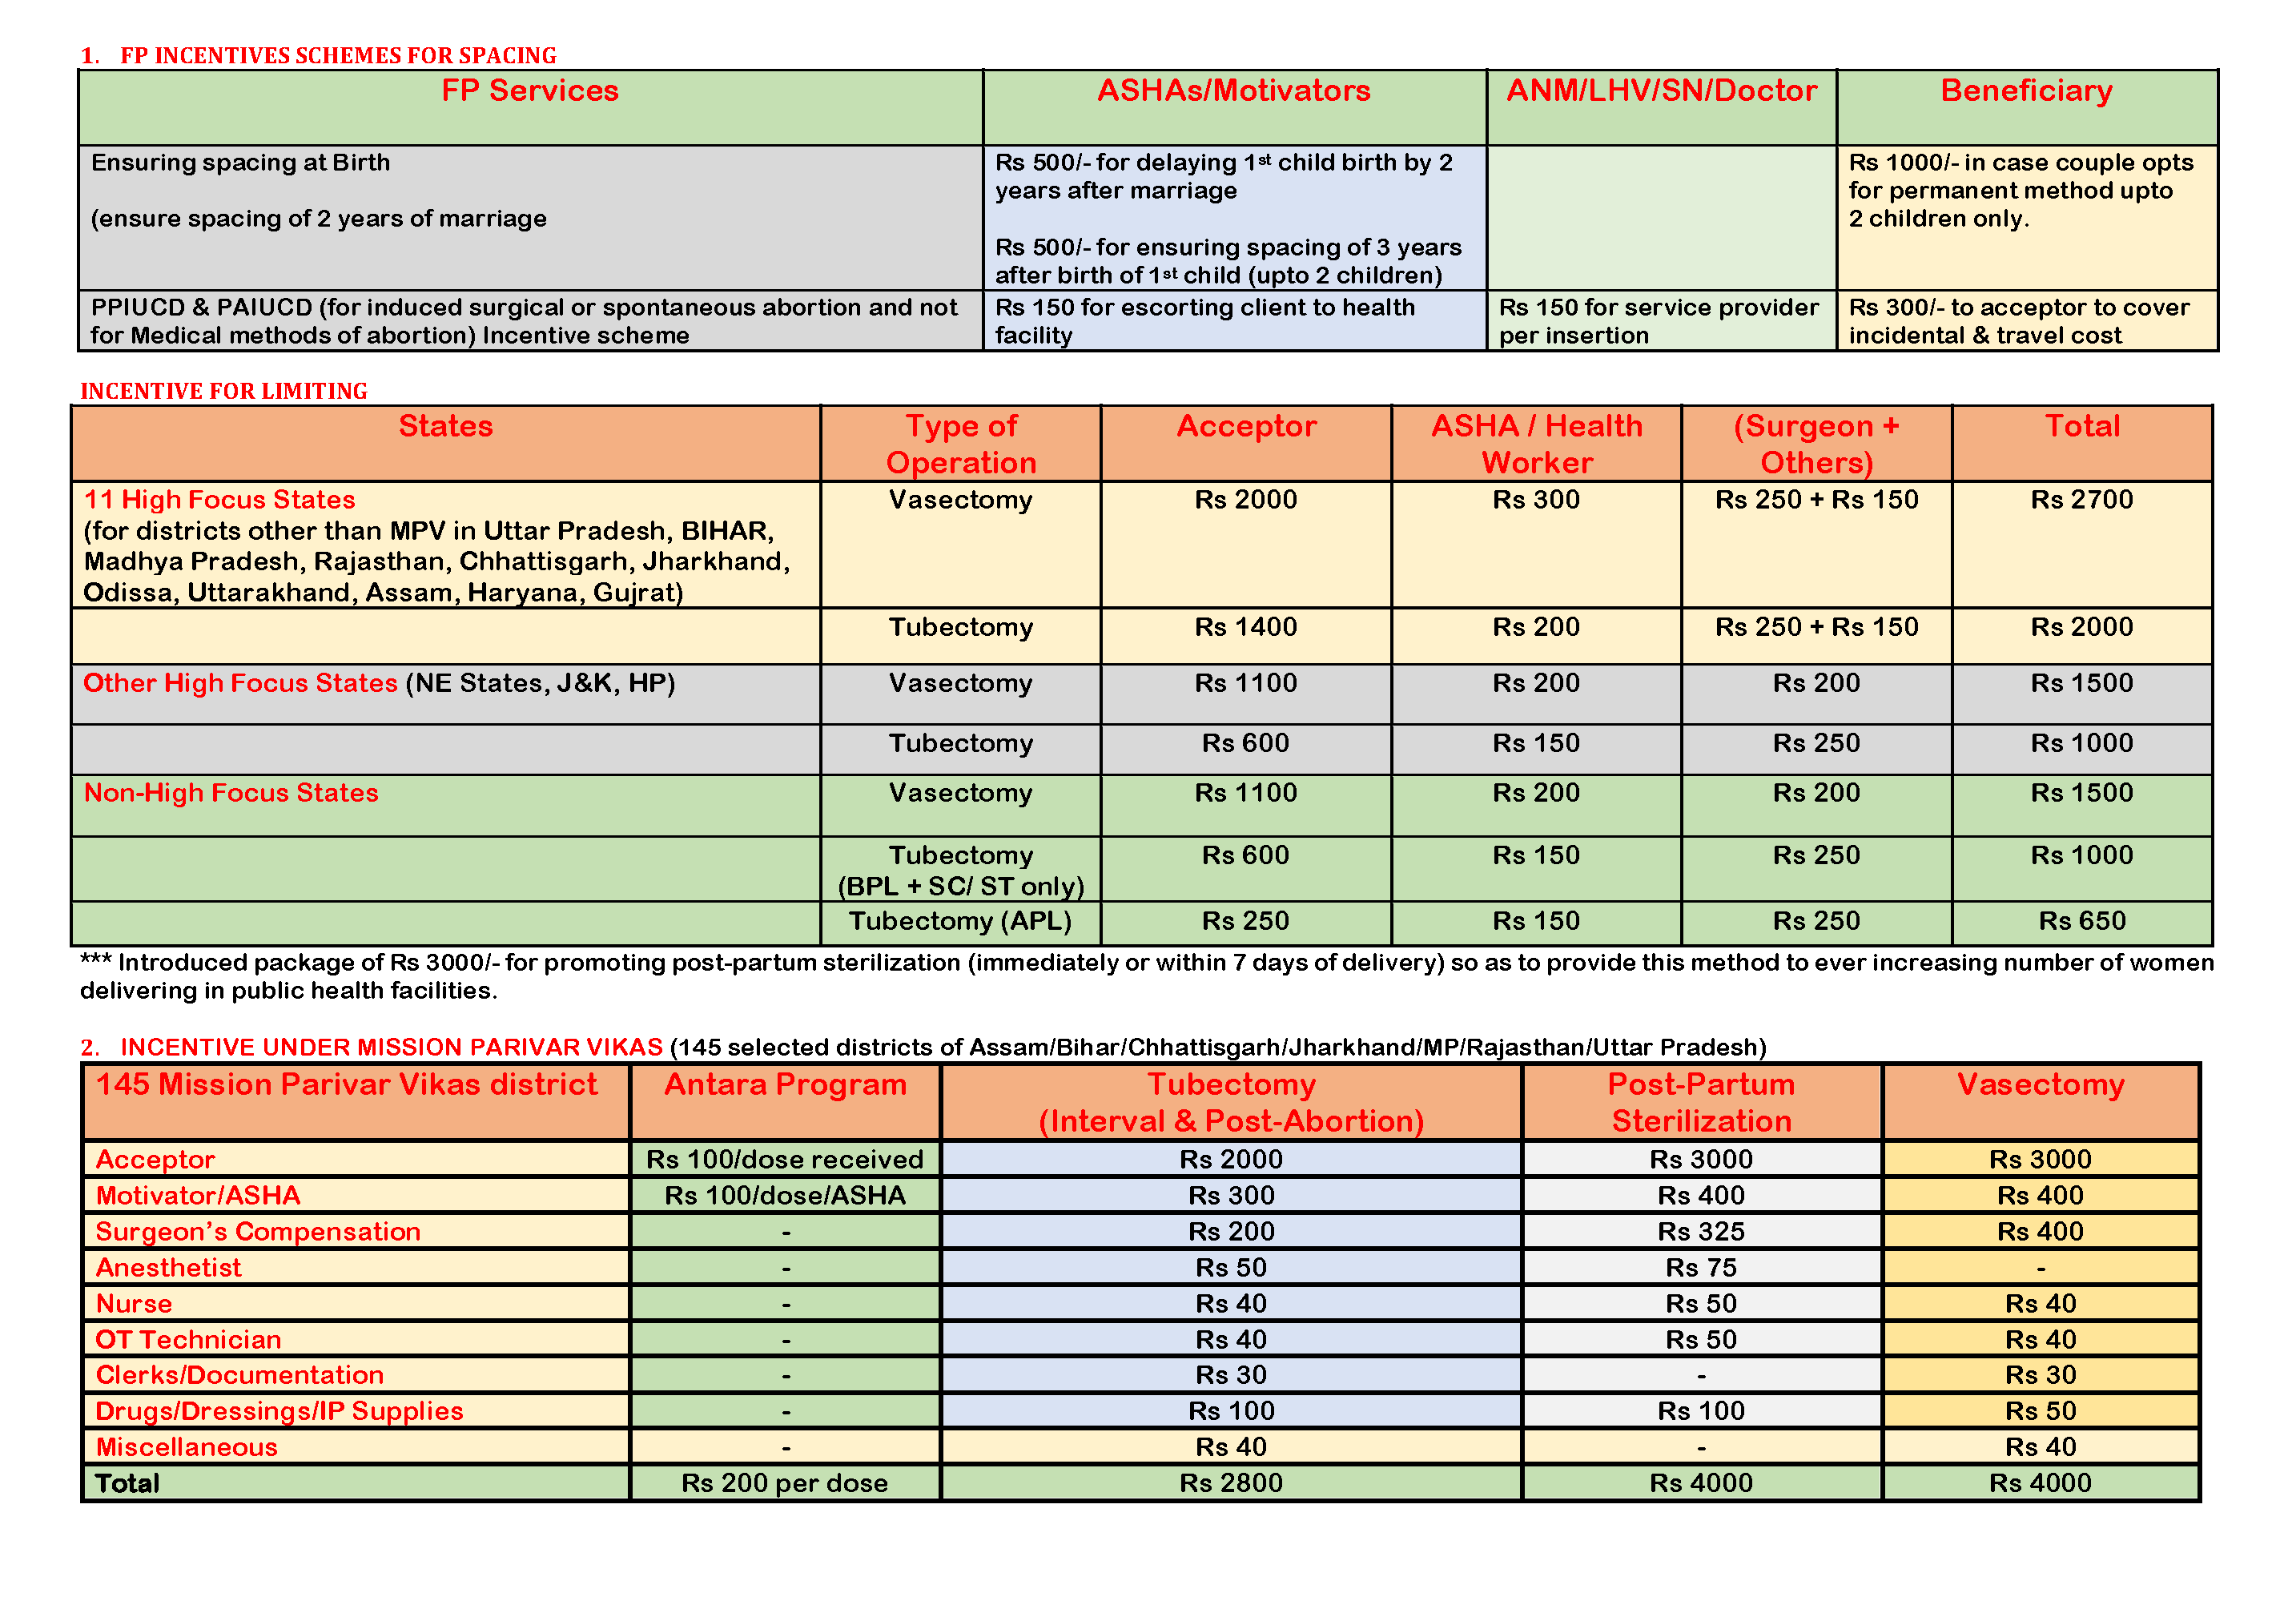 1. FP INCENTIVES SCHEMES FOR SPACING
FP Services ASHAs/Motivators ANM/LHV/SN/Doctor Beneficiary
Ensuring spacing at Birth
(ensure spacing of 2 years of marriage
Rs 500/- for delaying 1st child birth by 2
years after marriage
Rs 500/- for ensuring spacing of 3 years
after birth of 1st child (upto 2 children)
Rs 1000/- in case couple opts
for permanent method upto
2 children only.
PPIUCD & PAIUCD (for induced surgical or spontaneous abortion and not
for Medical methods of abortion) Incentive scheme
Rs 150 for escorting client to health
facility
Rs 150 for service provider
per insertion
Rs 300/- to acceptor to cover
incidental & travel cost
INCENTIVE FOR LIMITING
States Type of Operation Acceptor ASHA / Health Worker (Surgeon + Others) Total
11 High Focus States Vasectomy Rs 2000 Rs 300 Rs 250 + Rs 150 Rs 2700
(for districts other than MPV in Uttar Pradesh, BIHAR,
Madhya Pradesh, Rajasthan, Chhattisgarh, Jharkhand,
Odissa, Uttarakhand, Assam, Haryana, Gujrat)
Tubectomy Rs 1400 Rs 200 Rs 250 + Rs 150 Rs 2000
Other High Focus States (NE States, J&K, HP) Vasectomy Rs 1100 Rs 200 Rs 200 Rs 1500
Tubectomy Rs 600 Rs 150 Rs 250 Rs 1000
Non-High Focus States Vasectomy Rs 1100 Rs 200 Rs 200 Rs 1500
Tubectomy Rs 600 Rs 150 Rs 250 Rs 1000
(BPL + SC/ ST only)
Tubectomy (APL) Rs 250 Rs 150 Rs 250 Rs 650
*** Introduced package of Rs 3000/- for promoting post-partum sterilization (immediately or within 7 days of delivery) so as to provide this method to ever increasing number of women
delivering in public health facilities.
2. INCENTIVE UNDER MISSION PARIVAR VIKAS (145 selected districts of Assam/Bihar/Chhattisgarh/Jharkhand/MP/Rajasthan/Uttar Pradesh)
145 Mission Parivar Vikas district Antara Program Tubectomy Post-Partum Vasectomy
(Interval & Post-Abortion) Sterilization
Acceptor Rs 100/dose received Rs 2000 Rs 3000 Rs 3000
Motivator/ASHA Rs 100/dose/ASHA Rs 300 Rs 400 Rs 400
Surgeon’s Compensation - Rs 200 Rs 325 Rs 400
Anesthetist - Rs 50 Rs 75 -
Nurse - Rs 40 Rs 50 Rs 40
OT Technician - Rs 40 Rs 50 Rs 40
Clerks/Documentation - Rs 30 - Rs 30
Drugs/Dressings/IP Supplies - Rs 100 Rs 100 Rs 50
Miscellaneous - Rs 40 - Rs 40
Total Rs 200 per dose Rs 2800 Rs 4000 Rs 4000